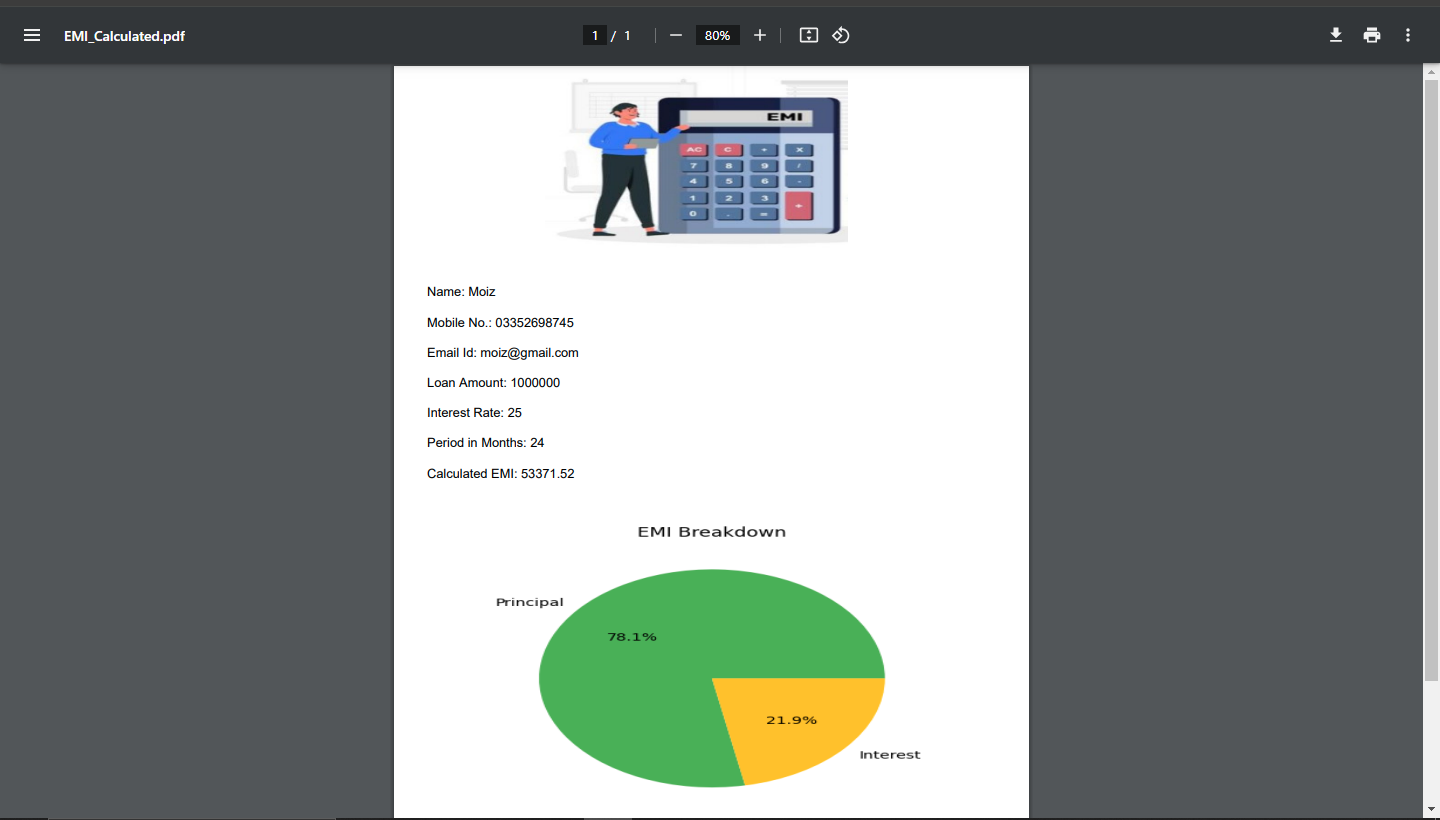 EMI_Calculated.pdf
1 / 1
80%
EMI
AC C ÷ X
7 8 9 /
4 5 6 -
1 2 3 +
0 . =
Name: Moiz
Mobile No.: 03352698745
Email Id: moiz@gmail.com
Loan Amount: 1000000
Interest Rate: 25
Period in Months: 24
Calculated EMI: 53371.52
EMI Breakdown
Principal
78.1%
21.9%
Interest